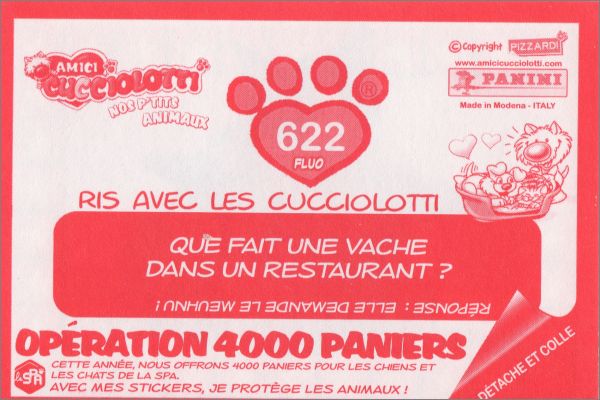 AMICI
CUCCIOLOTTI
NOS P'TITS
ANIMAUX
622
FLUO
®
© Copyright PIZZARDI
www.amicicucciolotti.com
PANINI
Made in Modena - ITALY
RIS AVEC LES CUCCIOLOTTI
QUE FAIT UNE VACHE
DANS UN RESTAURANT ?
RÉPONSE : ELLE DEMANDE LE MEUHNU !
OPÉRATION 4000 PANIERS
CETTE ANNÉE, NOUS OFFRONS 4000 PANIERS POUR LES CHIENS ET
LES CHATS DE LA SPA.
AVEC MES STICKERS, JE PROTÈGE LES ANIMAUX !
La SPA
DÉTACHE ET COLLE